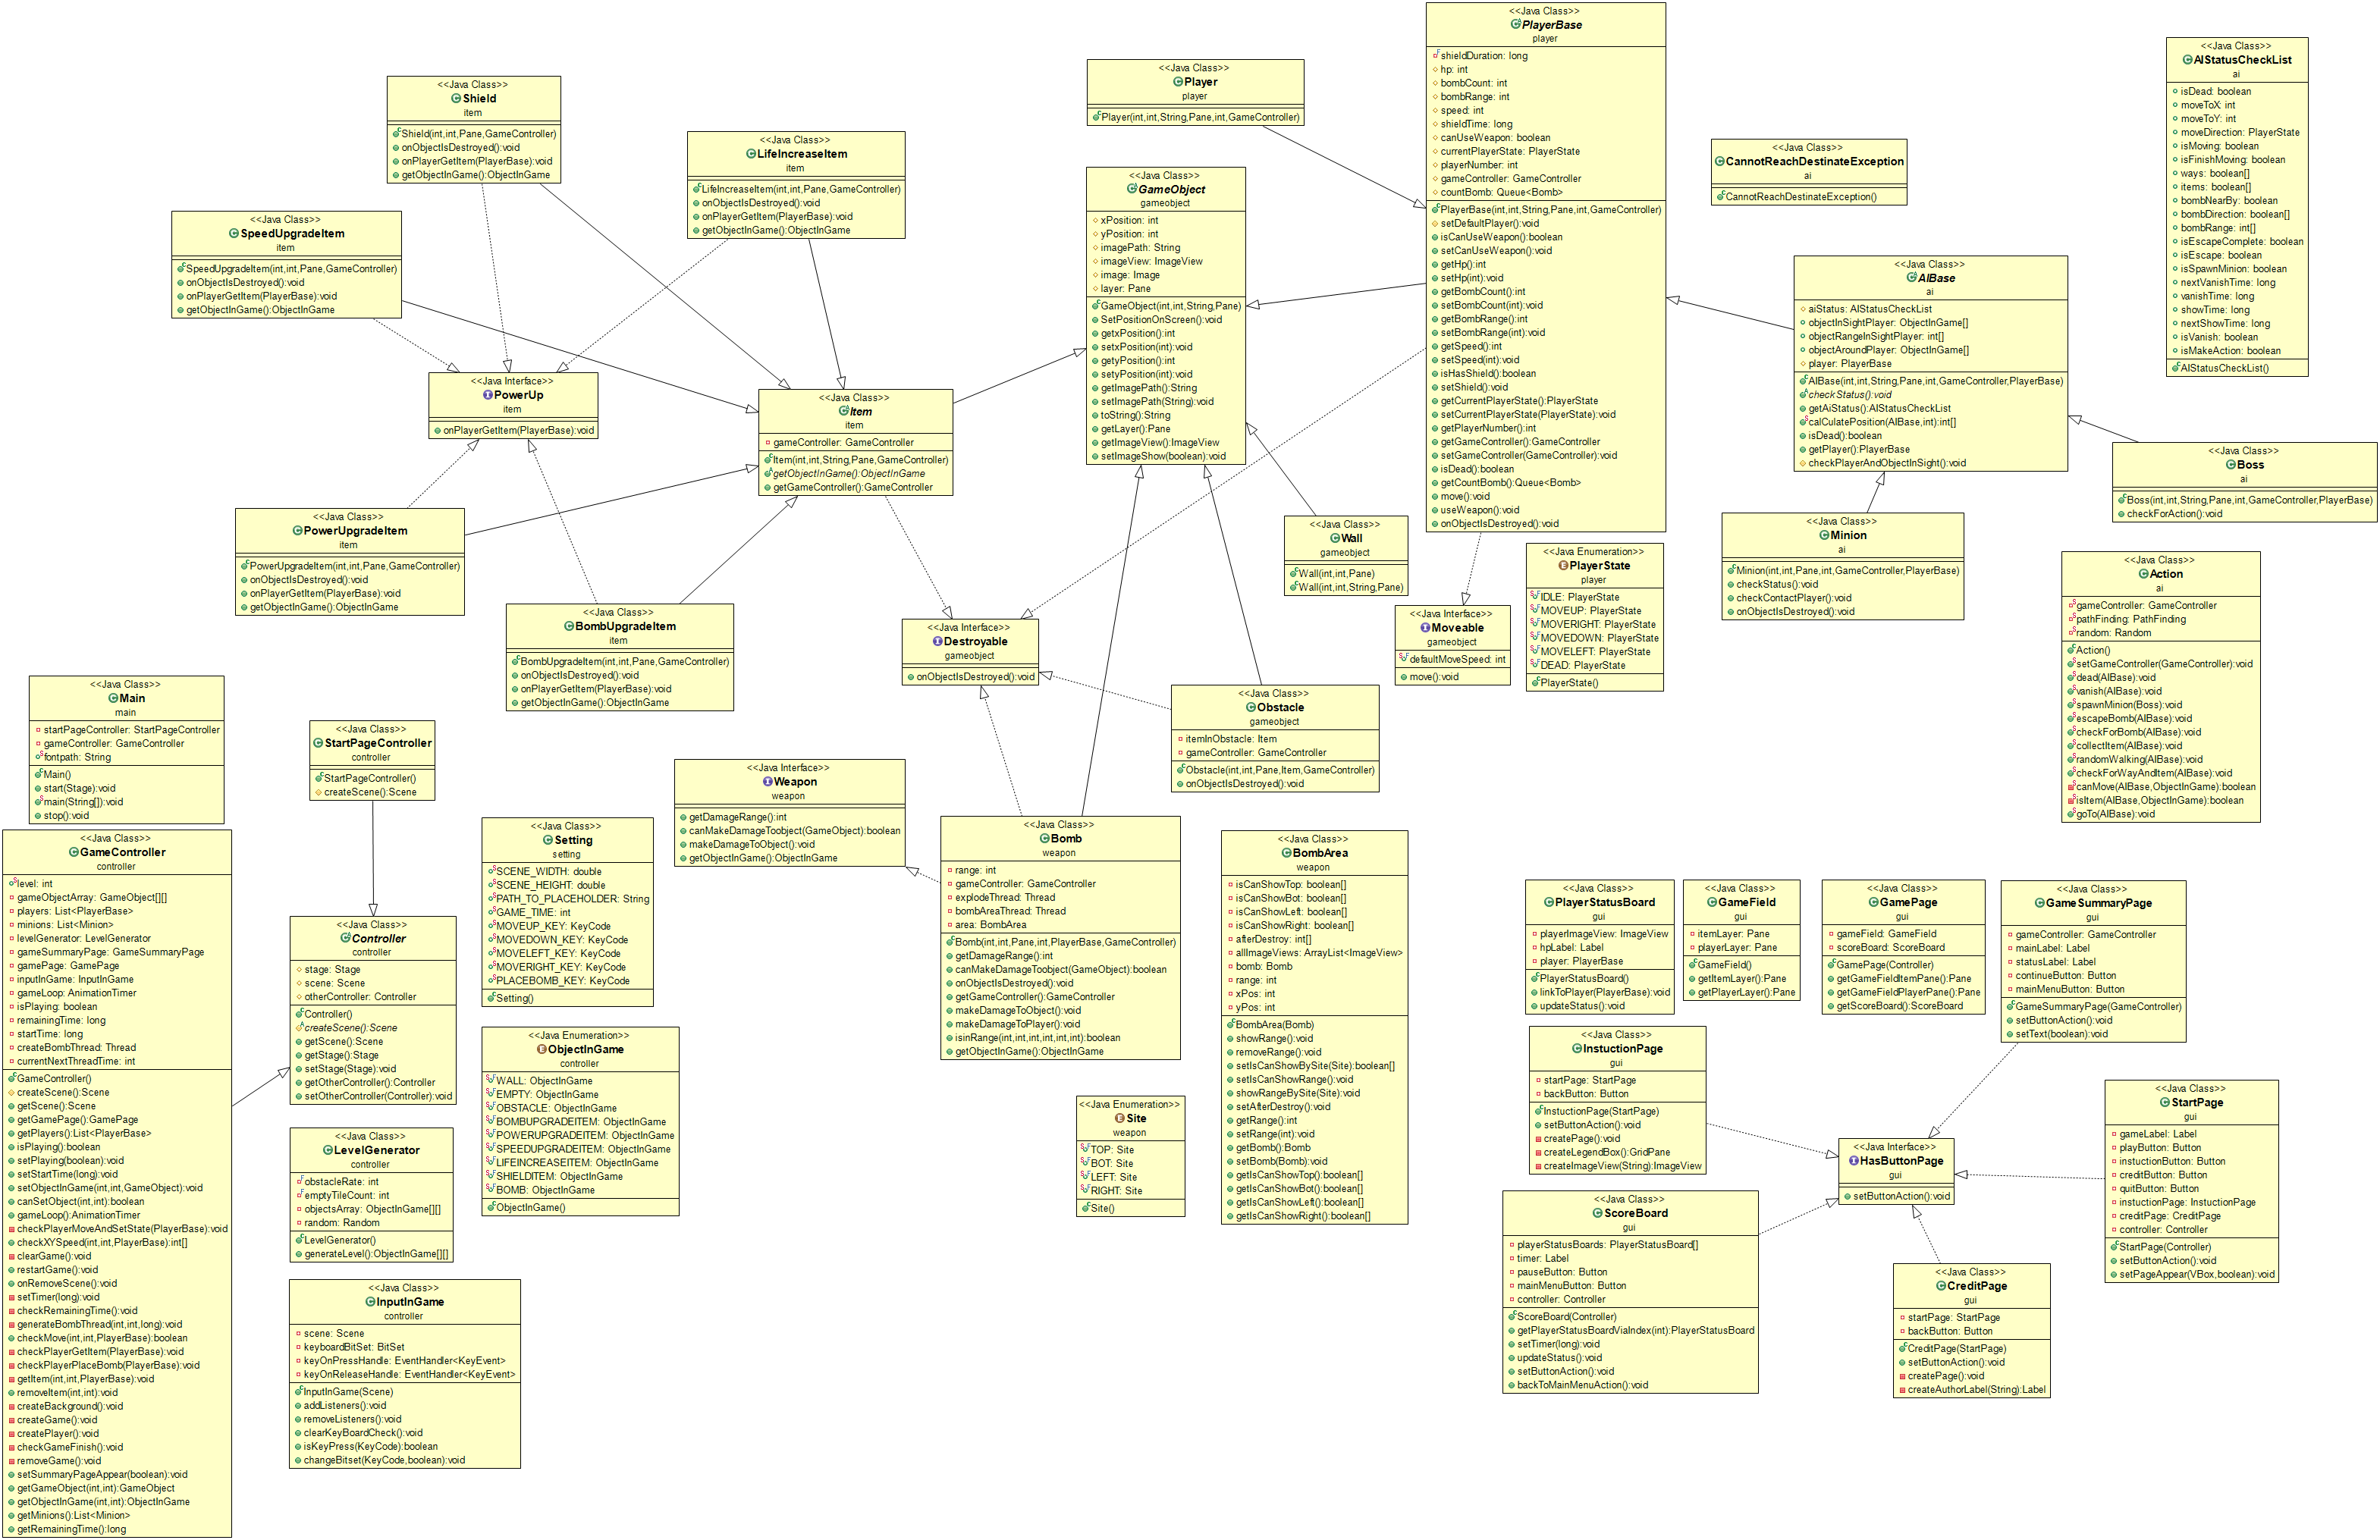 <<Java Class>>
Shield
item
Shield(int,int,Pane,GameController)
onObjectIsDestroyed():void
onPlayerGetItem(PlayerBase):void
getObjectInGame():ObjectInGame
<<Java Class>>
LifeIncreaseItem
item
LifeIncreaseItem(int,int,Pane,GameController)
onObjectIsDestroyed():void
onPlayerGetItem(PlayerBase):void
getObjectInGame():ObjectInGame
<<Java Class>>
SpeedUpgradeItem
item
SpeedUpgradeItem(int,int,Pane,GameController)
onObjectIsDestroyed():void
onPlayerGetItem(PlayerBase):void
getObjectInGame():ObjectInGame
<<Java Interface>>
PowerUp
item
onPlayerGetItem(PlayerBase):void
<<Java Class>>
Item
item
gameController: GameController
Item(int,int,String,Pane,GameController)
getObjectInGame():ObjectInGame
getGameController():GameController
<<Java Class>>
PowerUpgradeItem
item
PowerUpgradeItem(int,int,Pane,GameController)
onObjectIsDestroyed():void
onPlayerGetItem(PlayerBase):void
getObjectInGame():ObjectInGame
<<Java Class>>
BombUpgradeItem
item
BombUpgradeItem(int,int,Pane,GameController)
onObjectIsDestroyed():void
onPlayerGetItem(PlayerBase):void
getObjectInGame():ObjectInGame
<<Java Class>>
Player
player
Player(int,int,String,Pane,int,GameController)
<<Java Class>>
GameObject
gameobject
xPosition: int
yPosition: int
imagePath: String
imageView: ImageView
image: Image
layer: Pane
GameObject(int,int,String,Pane)
SetPositionOnScreen():void
getxPosition():int
setxPosition(int):void
getyPosition():int
setyPosition(int):void
getImagePath():String
setImagePath(String):void
toString():String
getLayer():Pane
getImageView():ImageView
setImageShow(boolean):void
<<Java Class>>
PlayerBase
player
shieldDuration: long
hp: int
bombCount: int
bombRange: int
speed: int
shieldTime: long
canUseWeapon: boolean
currentPlayerState: PlayerState
playerNumber: int
gameController: GameController
countBomb: Queue<Bomb>
PlayerBase(int,int,String,Pane,int,GameController)
setDefaultPlayer():void
isCanUseWeapon():boolean
setCanUseWeapon():void
getHp():int
setHp(int):void
getBombCount():int
setBombCount(int):void
getBombRange():int
setBombRange(int):void
getSpeed():int
setSpeed(int):void
isHasShield():boolean
setShield():void
getCurrentPlayerState():PlayerState
setCurrentPlayerState(PlayerState):void
getPlayerNumber():int
getGameController():GameController
setGameController(GameController):void
isDead():boolean
getCountBomb():Queue<Bomb>
move():void
useWeapon():void
onObjectIsDestroyed():void
<<Java Class>>
CannotReachDestinateException
ai
CannotReachDestinateException()
<<Java Class>>
AIStatusCheckList
ai
isDead: boolean
moveToX: int
moveToY: int
moveDirection: PlayerState
isMoving: boolean
isFinishMoving: boolean
ways: boolean[]
items: boolean[]
bombNearBy: boolean
bombDirection: boolean[]
bombRange: int[]
isEscapeComplete: boolean
isEscape: boolean
isSpawnMinion: boolean
nextVanishTime: long
vanishTime: long
showTime: long
nextShowTime: long
isVanish: boolean
isMakeAction: boolean
AIStatusCheckList()
<<Java Class>>
AIBase
ai
aiStatus: AIStatusCheckList
objectInSightPlayer: ObjectInGame[]
objectRangeInSightPlayer: int[]
objectAroundPlayer: ObjectInGame[]
player: PlayerBase
AIBase(int,int,String,Pane,int,GameController,PlayerBase)
checkStatus():void
getAiStatus():AIStatusCheckList
calCulatePosition(AIBase,int):int[]
isDead():boolean
getPlayer():PlayerBase
checkPlayerAndObjectInSight():void
<<Java Class>>
Boss
ai
Boss(int,int,String,Pane,int,GameController,PlayerBase)
checkForAction():void
<<Java Class>>
Minion
ai
Minion(int,int,Pane,int,GameController,PlayerBase)
checkStatus():void
checkContactPlayer():void
onObjectIsDestroyed():void
<<Java Class>>
Action
ai
gameController: GameController
pathFinding: PathFinding
random: Random
Action()
setGameController(GameController):void
dead(AIBase):void
vanish(AIBase):void
spawnMinion(Boss):void
escapeBomb(AIBase):void
checkForBomb(AIBase):void
collectItem(AIBase):void
randomWalking(AIBase):void
checkForWayAndItem(AIBase):void
canMove(AIBase,ObjectInGame):boolean
isItem(AIBase,ObjectInGame):boolean
goTo(AIBase):void
<<Java Class>>
Wall
gameobject
Wall(int,int,Pane)
Wall(int,int,String,Pane)
<<Java Interface>>
Moveable
gameobject
defaultMoveSpeed: int
move():void
<<Java Enumeration>>
PlayerState
player
IDLE: PlayerState
MOVEUP: PlayerState
MOVERIGHT: PlayerState
MOVEDOWN: PlayerState
MOVELEFT: PlayerState
DEAD: PlayerState
PlayerState()
<<Java Interface>>
Destroyable
gameobject
onObjectIsDestroyed():void
<<Java Class>>
Obstacle
gameobject
itemInObstacle: Item
gameController: GameController
Obstacle(int,int,Pane,Item,GameController)
onObjectIsDestroyed():void
<<Java Class>>
Main
main
startPageController: StartPageController
gameController: GameController
fontpath: String
Main()
start(Stage):void
main(String[]):void
stop():void
<<Java Class>>
StartPageController
controller
StartPageController()
createScene():Scene
<<Java Class>>
GameController
controller
level: int
gameObjectArray: GameObject[][]
players: List<PlayerBase>
minions: List<Minion>
levelGenerator: LevelGenerator
gameSummaryPage: GameSummaryPage
gamePage: GamePage
inputInGame: InputInGame
gameLoop: AnimationTimer
isPlaying: boolean
remainingTime: long
startTime: long
createBombThread: Thread
currentNextThreadTime: int
GameController()
createScene():Scene
getScene():Scene
getGamePage():GamePage
getPlayers():List<PlayerBase>
isPlaying():boolean
setPlaying(boolean):void
setStartTime(long):void
setObjectInGame(int,int,GameObject):void
canSetObject(int,int):boolean
gameLoop():AnimationTimer
checkPlayerMoveAndSetState(PlayerBase):void
checkXYSpeed(int,int,PlayerBase):int[]
clearGame():void
restartGame():void
onRemoveScene():void
setTimer(long):void
checkRemainingTime():void
generateBombThread(int,int,long):void
checkMove(int,int,PlayerBase):boolean
checkPlayerGetItem(PlayerBase):void
checkPlayerPlaceBomb(PlayerBase):void
getItem(int,int,PlayerBase):void
removeItem(int,int):void
createBackground():void
createGame():void
createPlayer():void
checkGameFinish():void
removeGame():void
setSummaryPageAppear(boolean):void
getGameObject(int,int):GameObject
getObjectInGame(int,int):ObjectInGame
getMinions():List<Minion>
getRemainingTime():long
<<Java Class>>
Controller
controller
stage: Stage
scene: Scene
otherController: Controller
Controller()
createScene():Scene
getScene():Scene
getStage():Stage
setStage(Stage):void
getOtherController():Controller
setOtherController(Controller):void
<<Java Class>>
LevelGenerator
controller
obstacleRate: int
emptyTileCount: int
objectsArray: ObjectInGame[][]
random: Random
LevelGenerator()
generateLevel():ObjectInGame[][]
<<Java Class>>
InputInGame
controller
scene: Scene
keyboardBitSet: BitSet
keyOnPressHandle: EventHandler<KeyEvent>
keyOnReleaseHandle: EventHandler<KeyEvent>
InputInGame(Scene)
addListeners():void
removeListeners():void
clearKeyBoardCheck():void
isKeyPress(KeyCode):boolean
changeBitset(KeyCode,boolean):void
<<Java Class>>
Setting
setting
SCENE_WIDTH: double
SCENE_HEIGHT: double
PATH_TO_PLACEHOLDER: String
GAME_TIME: int
MOVEUP_KEY: KeyCode
MOVEDOWN_KEY: KeyCode
MOVELEFT_KEY: KeyCode
MOVERIGHT_KEY: KeyCode
PLACEBOMB_KEY: KeyCode
Setting()
<<Java Enumeration>>
ObjectInGame
controller
WALL: ObjectInGame
EMPTY: ObjectInGame
OBSTACLE: ObjectInGame
BOMBUPGRADEITEM: ObjectInGame
POWERUPGRADEITEM: ObjectInGame
SPEEDUPGRADEITEM: ObjectInGame
LIFEINCREASEITEM: ObjectInGame
SHIELDITEM: ObjectInGame
BOMB: ObjectInGame
ObjectInGame()
<<Java Interface>>
Weapon
weapon
getDamageRange():int
canMakeDamageToobject(GameObject):boolean
makeDamageToObject():void
getObjectInGame():ObjectInGame
<<Java Class>>
Bomb
weapon
range: int
gameController: GameController
explodeThread: Thread
bombAreaThread: Thread
area: BombArea
Bomb(int,int,Pane,int,PlayerBase,GameController)
getDamageRange():int
canMakeDamageToobject(GameObject):boolean
onObjectIsDestroyed():void
getGameController():GameController
makeDamageToObject():void
makeDamageToPlayer():void
isinRange(int,int,int,int,int,int):boolean
getObjectInGame():ObjectInGame
<<Java Class>>
BombArea
weapon
isCanShowTop: boolean[]
isCanShowBot: boolean[]
isCanShowLeft: boolean[]
isCanShowRight: boolean[]
afterDestroy: int[]
allImageViews: ArrayList<ImageView>
bomb: Bomb
range: int
xPos: int
yPos: int
BombArea(Bomb)
showRange():void
removeRange():void
setIsCanShowBySite(Site):boolean[]
setIsCanShowRange():void
showRangeBySite(Site):void
setAfterDestroy():void
getRange():int
setRange(int):void
getBomb():Bomb
setBomb(Bomb):void
getIsCanShowTop():boolean[]
getIsCanShowBot():boolean[]
getIsCanShowLeft():boolean[]
getIsCanShowRight():boolean[]
<<Java Enumeration>>
Site
weapon
TOP: Site
BOT: Site
LEFT: Site
RIGHT: Site
Site()
<<Java Class>>
PlayerStatusBoard
gui
playerImageView: ImageView
hpLabel: Label
player: PlayerBase
PlayerStatusBoard()
linkToPlayer(PlayerBase):void
updateStatus():void
<<Java Class>>
GameField
gui
itemLayer: Pane
playerLayer: Pane
GameField()
getItemLayer():Pane
getPlayerLayer():Pane
<<Java Class>>
GamePage
gui
gameField: GameField
scoreBoard: ScoreBoard
GamePage(Controller)
getGameFieldItemPane():Pane
getGameFieldPlayerPane():Pane
getScoreBoard():ScoreBoard
<<Java Class>>
GameSummaryPage
gui
gameController: GameController
mainLabel: Label
statusLabel: Label
continueButton: Button
mainMenuButton: Button
GameSummaryPage(GameController)
setButtonAction():void
setText(boolean):void
<<Java Class>>
InstuctionPage
gui
startPage: StartPage
backButton: Button
InstuctionPage(StartPage)
setButtonAction():void
createPage():void
createLegendBox():GridPane
createImageView(String):ImageView
<<Java Interface>>
HasButtonPage
gui
setButtonAction():void
<<Java Class>>
StartPage
gui
gameLabel: Label
playButton: Button
instuctionButton: Button
creditButton: Button
quitButton: Button
instuctionPage: InstuctionPage
creditPage: CreditPage
controller: Controller
StartPage(Controller)
setButtonAction():void
setPageAppear(VBox,boolean):void
<<Java Class>>
ScoreBoard
gui
playerStatusBoards: PlayerStatusBoard[]
timer: Label
pauseButton: Button
mainMenuButton: Button
controller: Controller
ScoreBoard(Controller)
getPlayerStatusBoardViaIndex(int):PlayerStatusBoard
setTimer(long):void
updateStatus():void
setButtonAction():void
backToMainMenuAction():void
<<Java Class>>
CreditPage
gui
startPage: StartPage
backButton: Button
CreditPage(StartPage)
setButtonAction():void
createPage():void
createAuthorLabel(String):Label